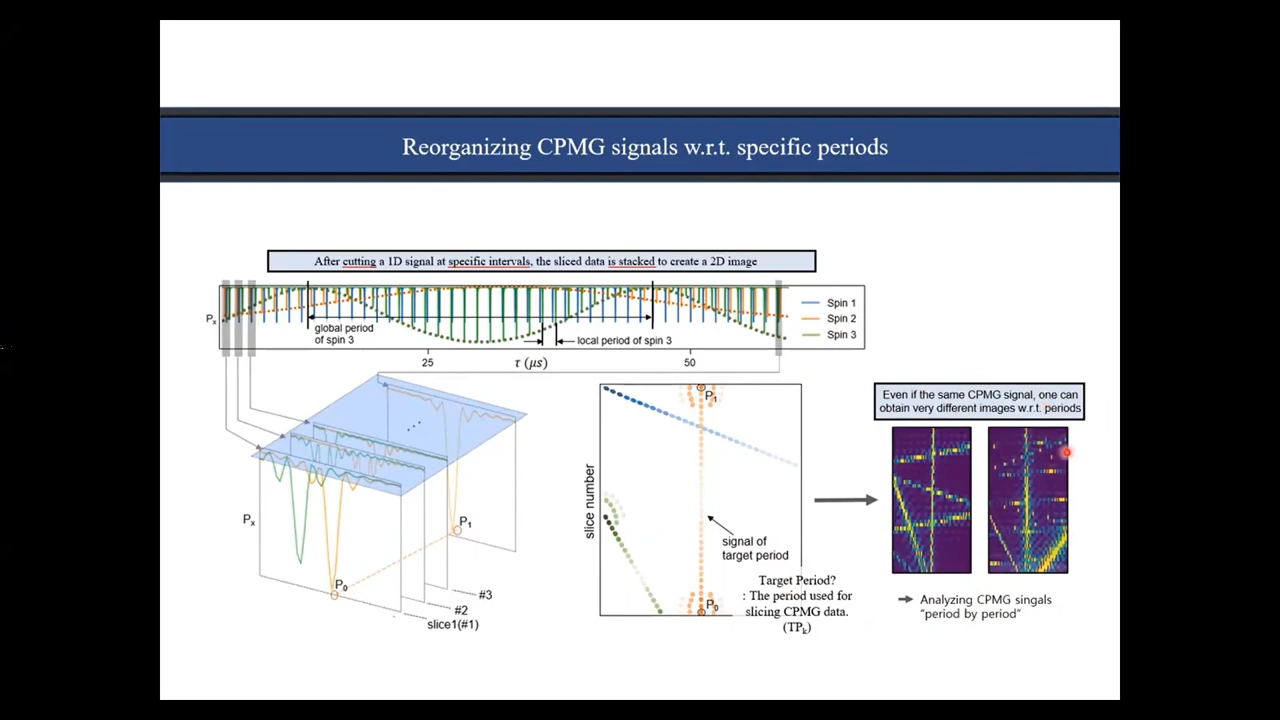 Reorganizing CPMG signals w.r.t. specific periods
After cutting a 1D signal at specific intervals, the sliced data is stacked to create a 2D image
Px
Spin 1
Spin 2
Spin 3
global period
of spin 3
local period of spin 3
25
τ (μs)
50
Px
P1
P0
#3
#2
slice1(#1)
slice number
P1
signal of
target period
P0
Target Period?
: The period used for
slicing CPMG data.
(TPk)
Even if the same CPMG signal, one can
obtain very different images w.r.t. periods
Analyzing CPMG singals
“period by period”